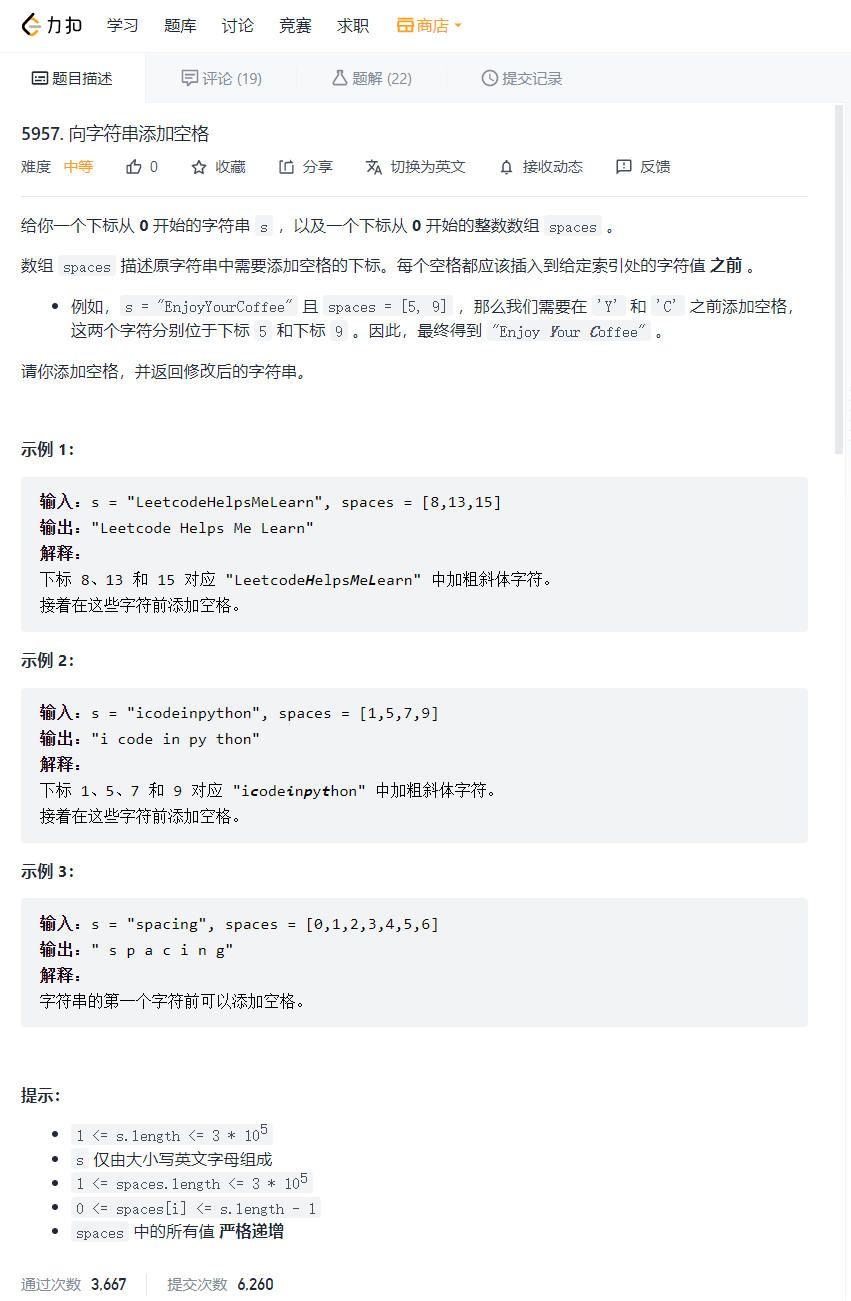 力扣 学习 题库 讨论 竞赛 求职 商店
题目描述 评论 (19) 题解 (22) 提交记录
5957. 向字符串添加空格
难度 中等 0 收藏 分享 切换为英文 接收动态 反馈
给你一个下标从 0 开始的字符串 s ，以及一个下标从 0 开始的整数数组 spaces 。
数组 spaces 描述原字符串中需要添加空格的下标。每个空格都应该插入到给定索引处的字符值 之前 。
• 例如，s = "EnjoyYourCoffee" 且 spaces = [5, 9] ，那么我们需要在 'Y' 和 'C' 之前添加空格，
这两个字符分别位于下标 5 和下标 9 。因此，最终得到 "Enjoy Your Coffee" 。
请你添加空格，并返回修改后的字符串。
示例 1：
输入：s = "LeetcodeHelpsMeLearn", spaces = [8,13,15]
输出："Leetcode Helps Me Learn"
解释：
下标 8、13 和 15 对应 "LeetcodeHelpsMeLearn" 中加粗斜体字符。
接着在这些字符前添加空格。
示例 2：
输入：s = "icodeinpython", spaces = [1,5,7,9]
输出："i code in py thon"
解释：
下标 1、5、7 和 9 对应 "icodeinpython" 中加粗斜体字符。
接着在这些字符前添加空格。
示例 3：
输入：s = "spacing", spaces = [0,1,2,3,4,5,6]
输出：" s p a c i n g"
解释：
字符串的第一个字符前可以添加空格。
提示：
• 1 <= s.length <= 3 * 10⁵
• s 仅由大小写英文字母组成
• 1 <= spaces.length <= 3 * 10⁵
• 0 <= spaces[i] <= s.length - 1
• spaces 中的所有值 严格递增
通过次数 3,667 提交次数 6,260